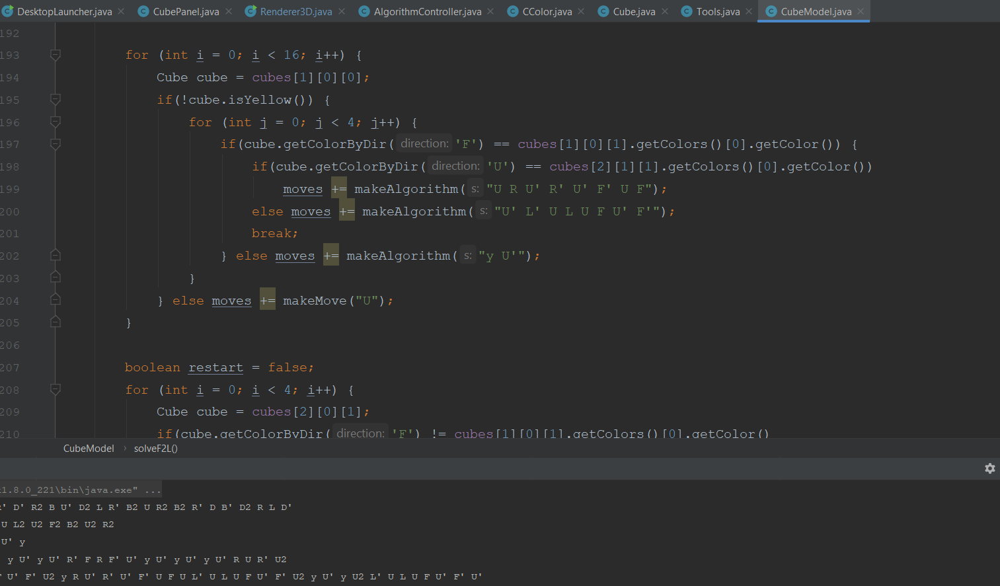 DesktopLauncher.java × CubePanel.java × Renderer3D.java × AlgorithmController.java × CColor.java × Cube.java × Tools.java × CubeModel.java ×
192
193 for (int i = 0; i < 16; i++) {
194 Cube cube = cubes[1][0][0];
195 if(!cube.isYellow()) {
196 for (int j = 0; j < 4; j++) {
197 if(cube.getColorByDir( direction: 'F') == cubes[1][0][1].getColors()[0].getColor()) {
198 if(cube.getColorByDir( direction: 'U') == cubes[2][1][1].getColors()[0].getColor())
199 moves += makeAlgorithm( s: "U R U' R' U' F' U F");
200 else moves += makeAlgorithm( s: "U' L' U L U F U' F'");
201 break;
202 } else moves += makeAlgorithm( s: "y U'");
203 }
204 } else moves += makeMove("U");
205 }
206
207 boolean restart = false;
208 for (int i = 0; i < 4; i++) {
209 Cube cube = cubes[2][0][1];
210 if(cube.getColorByDir( direction: 'F') != cubes[1][0][1].getColors()[0].getColor()
CubeModel › solveF2L()
1.8.0_221\bin\java.exe" ...
R' D' R2 B U' D2 L R' B2 U R2 B2 R' D B' D2 R L D'
U L2 U2 F2 B2 U2 R2
U' y
y U' y U' R' F R F' U' y U' y U' y U' R U R' U2
U' F' U2 y R U' R' U' F' U F U L' U L U F U' F' U2 y U' y U2 L' U L U F U' F' U'